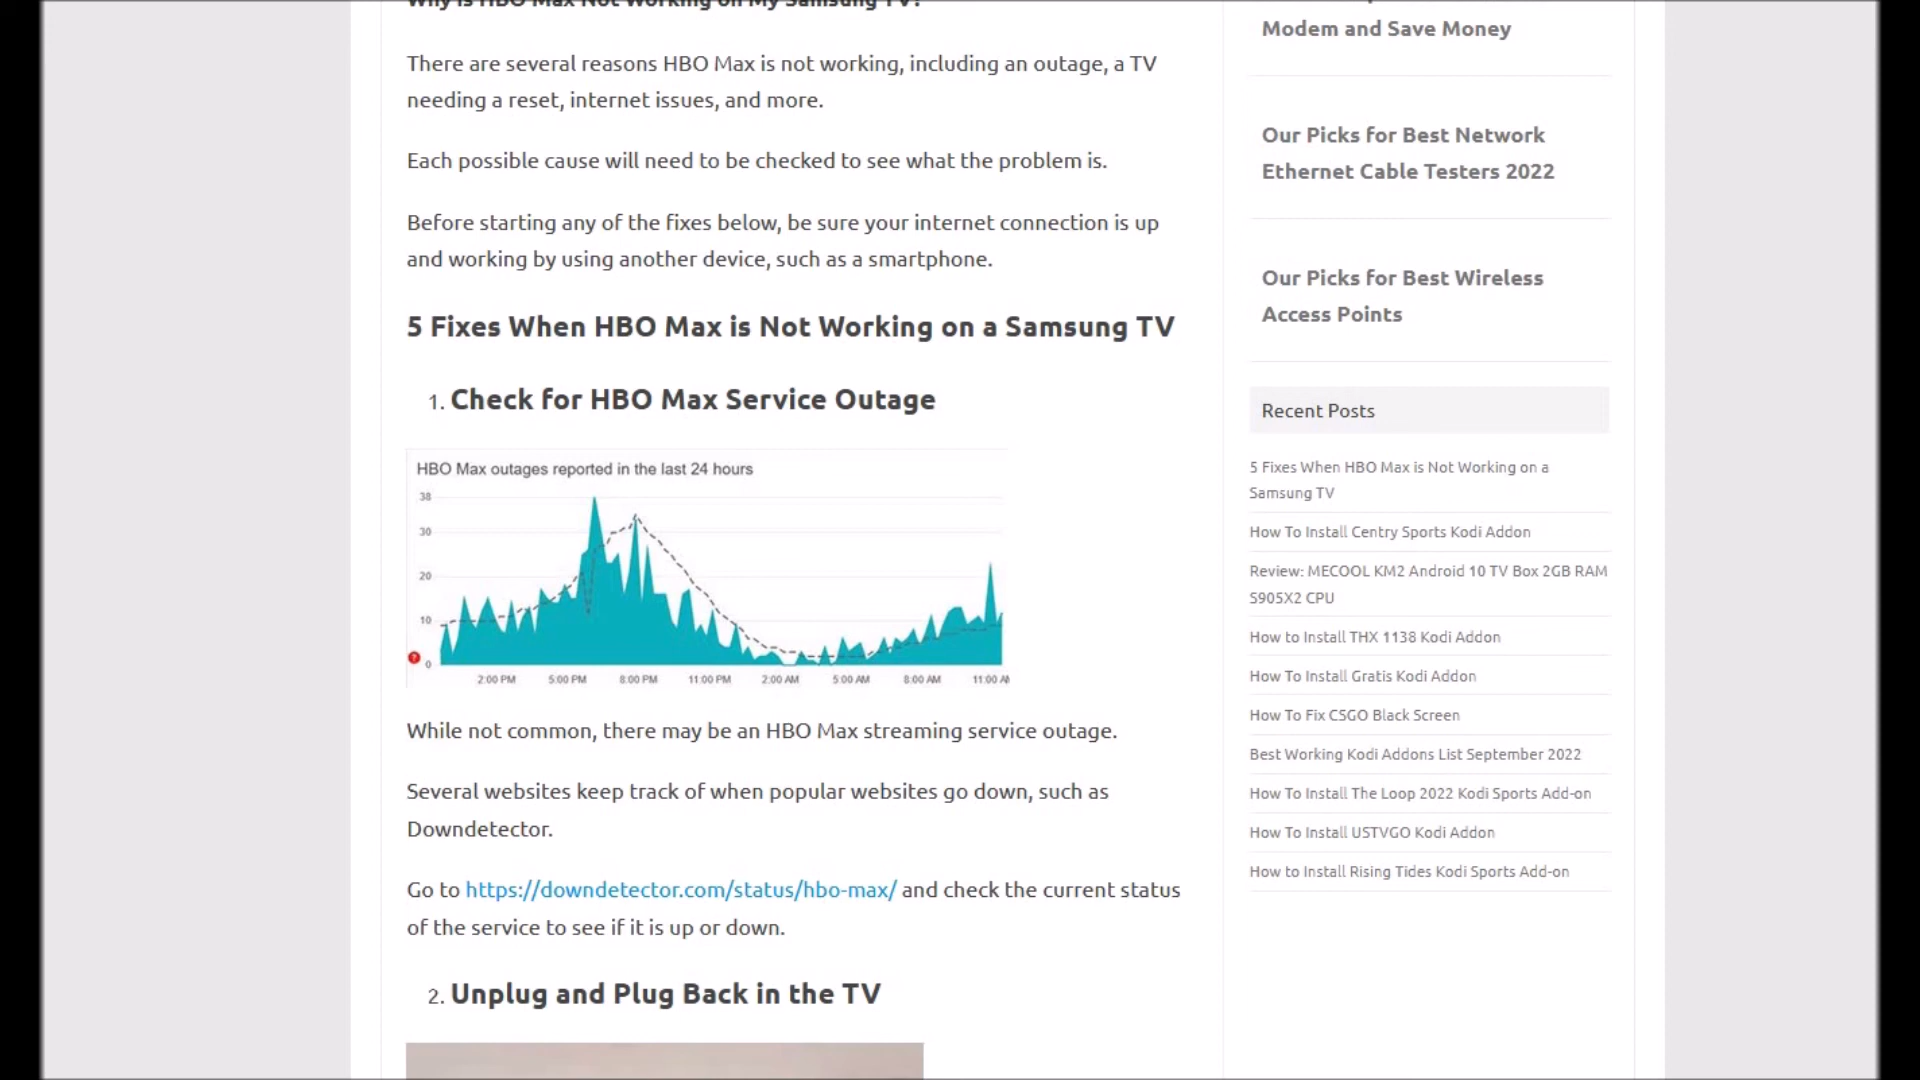 Why is HBO Max Not Working on My Samsung TV?
There are several reasons HBO Max is not working, including an outage, a TV
needing a reset, internet issues, and more.
Each possible cause will need to be checked to see what the problem is.
Before starting any of the fixes below, be sure your internet connection is up
and working by using another device, such as a smartphone.
5 Fixes When HBO Max is Not Working on a Samsung TV
1. Check for HBO Max Service Outage
HBO Max outages reported in the last 24 hours
38
30
20
10
0
2:00 PM 5:00 PM 8:00 PM 11:00 PM 2:00 AM 5:00 AM 8:00 AM 11:00 AM
While not common, there may be an HBO Max streaming service outage.
Several websites keep track of when popular websites go down, such as
Downdetector.
Go to https://downdetector.com/status/hbo-max/ and check the current status
of the service to see if it is up or down.
2. Unplug and Plug Back in the TV
Modem and Save Money
Our Picks for Best Network
Ethernet Cable Testers 2022
Our Picks for Best Wireless
Access Points
Recent Posts
5 Fixes When HBO Max is Not Working on a
Samsung TV
How To Install Centry Sports Kodi Addon
Review: MECOOL KM2 Android 10 TV Box 2GB RAM
S905X2 CPU
How to Install THX 1138 Kodi Addon
How To Install Gratis Kodi Addon
How To Fix CSGO Black Screen
Best Working Kodi Addons List September 2022
How To Install The Loop 2022 Kodi Sports Add-on
How To Install USTVGO Kodi Addon
How to Install Rising Tides Kodi Sports Add-on